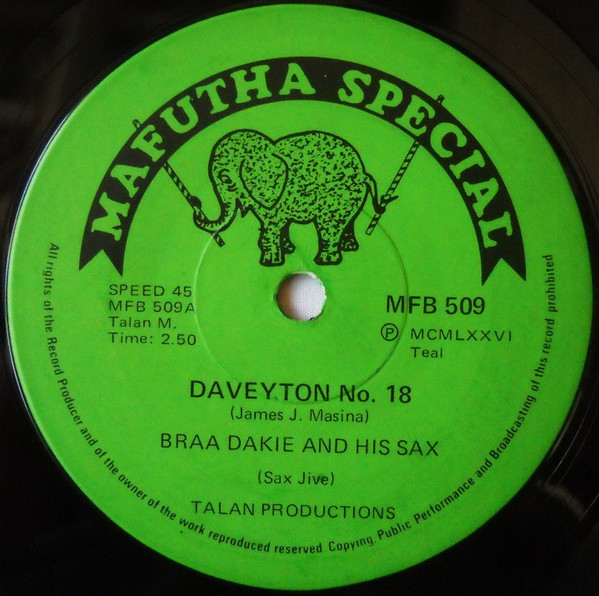 MAFUTHA SPECIAL
SPEED 45
MFB 509A
Talan M.
Time: 2.50
MFB 509
Ⓟ MCMLXXVI
Teal
DAVEYTON No. 18
(James J. Masina)
BRAA DAKIE AND HIS SAX
(Sax Jive)
TALAN PRODUCTIONS
All rights of the Record Producer and of the owner of the work reproduced reserved Copying, Public Performance and Broadcasting of this record prohibited